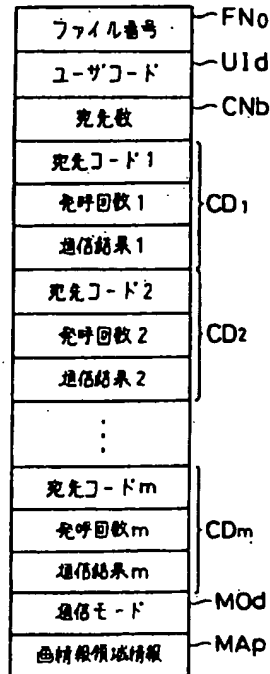 ファイル番号 FNo
ユーザコード UId
宛先数 CNb
宛先コード1
発呼回数1 CD1
通信結果1
宛先コード2
発呼回数2 CD2
通信結果2
⋮
宛先コードm
発呼回数m CDm
通信結果m
通信モード MOd
画情報領域情報 MAp